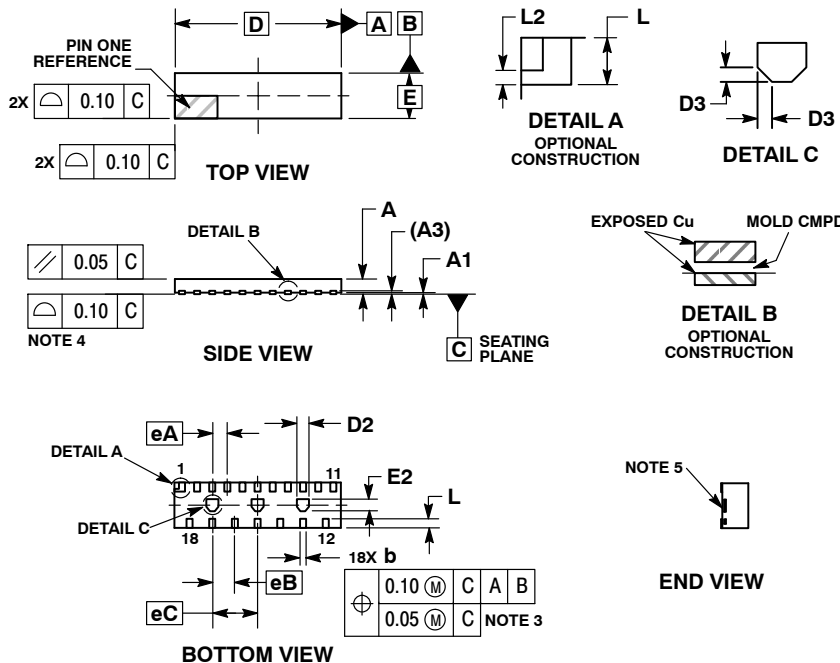 D A B
L2 L
PIN ONE
REFERENCE
E
D3
D3
2X ⌓ 0.10 C
2X ⌓ 0.10 C
TOP VIEW
DETAIL A
OPTIONAL
CONSTRUCTION
DETAIL C
DETAIL B
A
(A3)
A1
// 0.05 C
⌓ 0.10 C
NOTE 4
SIDE VIEW
C SEATING
PLANE
EXPOSED Cu MOLD CMPD
DETAIL B
OPTIONAL
CONSTRUCTION
eA
D2
DETAIL A
1 11
E2
L
DETAIL C
18 12
18X b
eB
eC
⌖ 0.10 Ⓜ C A B
0.05 Ⓜ C NOTE 3
BOTTOM VIEW
NOTE 5
END VIEW